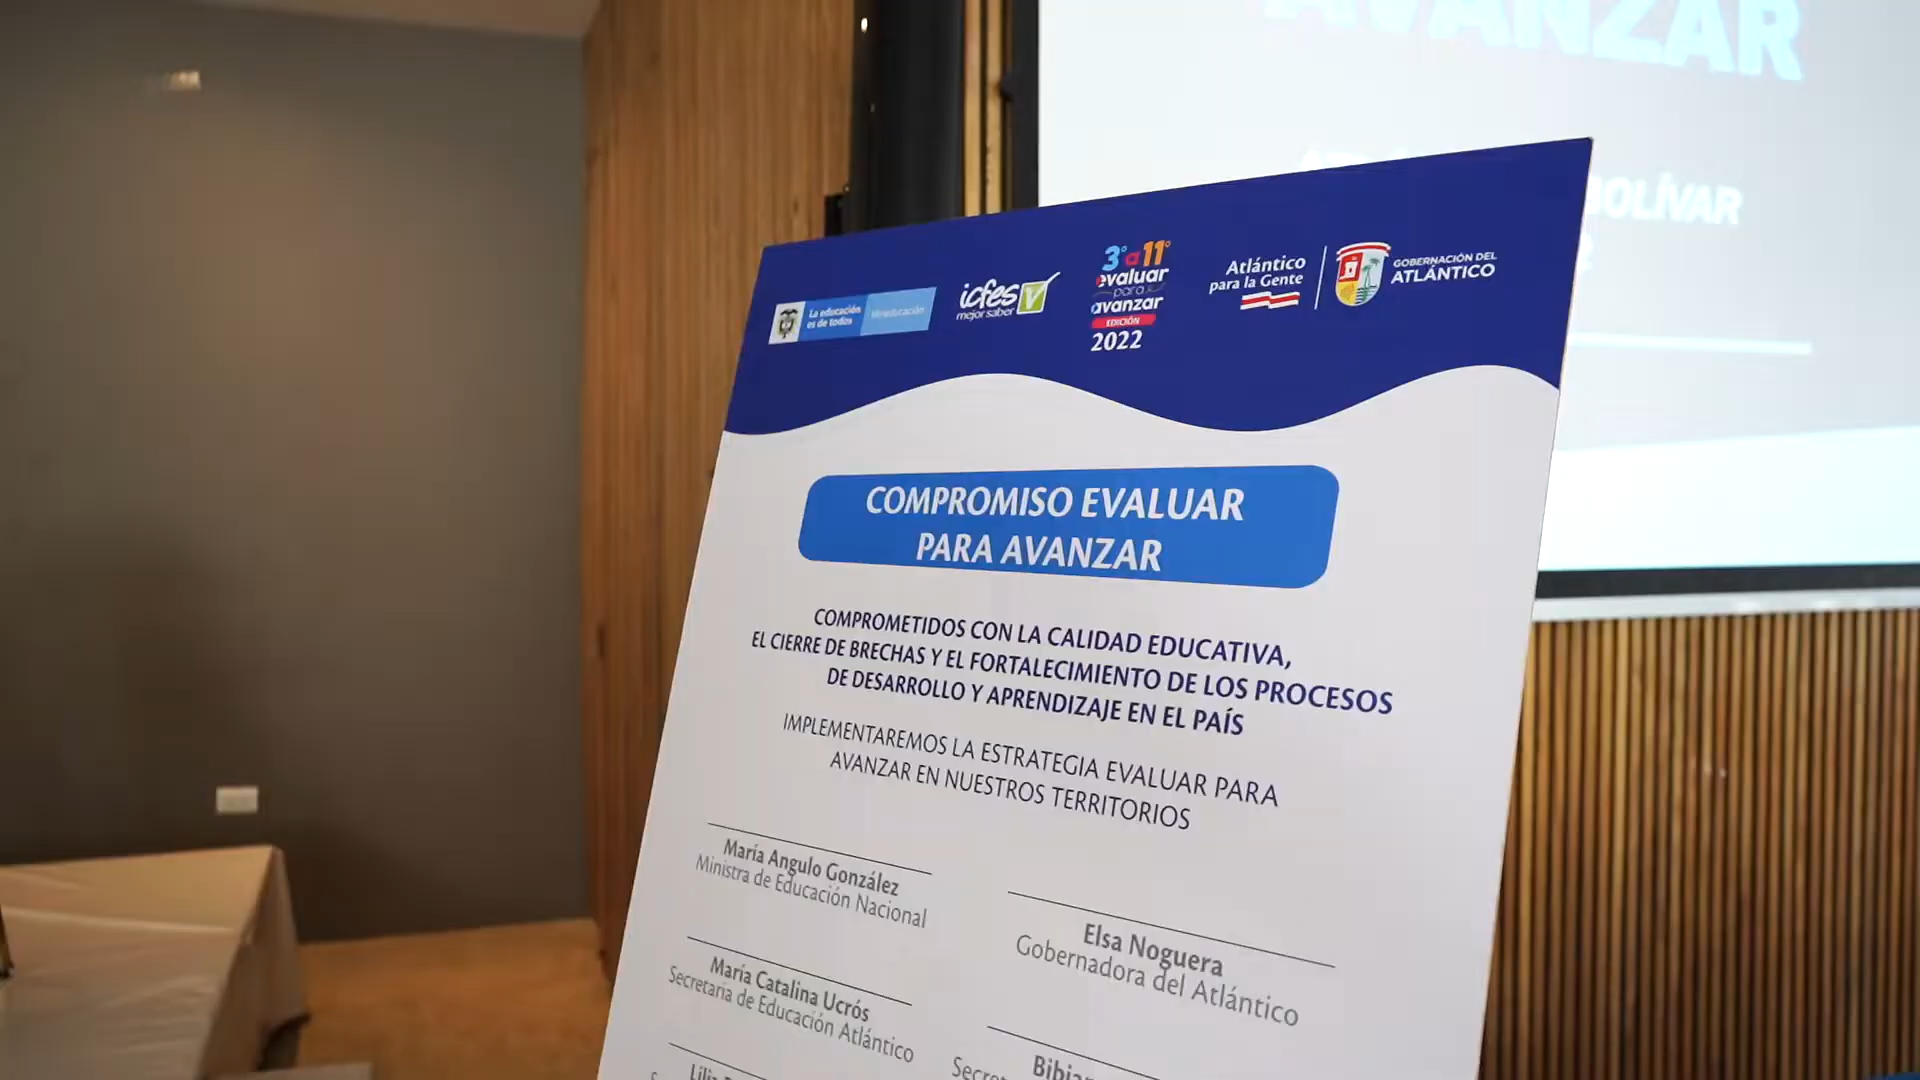 AVANZAR
BOLÍVAR
La educación
es de todos
Mineducación
icfes
mejor saber
3° a 11°
evaluar
para
avanzar
EDICIÓN
2022
Atlántico
para la Gente
GOBERNACIÓN DEL
ATLÁNTICO
COMPROMISO EVALUAR
PARA AVANZAR
COMPROMETIDOS CON LA CALIDAD EDUCATIVA,
EL CIERRE DE BRECHAS Y EL FORTALECIMIENTO DE LOS PROCESOS
DE DESARROLLO Y APRENDIZAJE EN EL PAÍS
IMPLEMENTAREMOS LA ESTRATEGIA EVALUAR PARA
AVANZAR EN NUESTROS TERRITORIOS
María Angulo González
Ministra de Educación Nacional
Elsa Noguera
Gobernadora del Atlántico
María Catalina Ucrós
Secretaria de Educación Atlántico